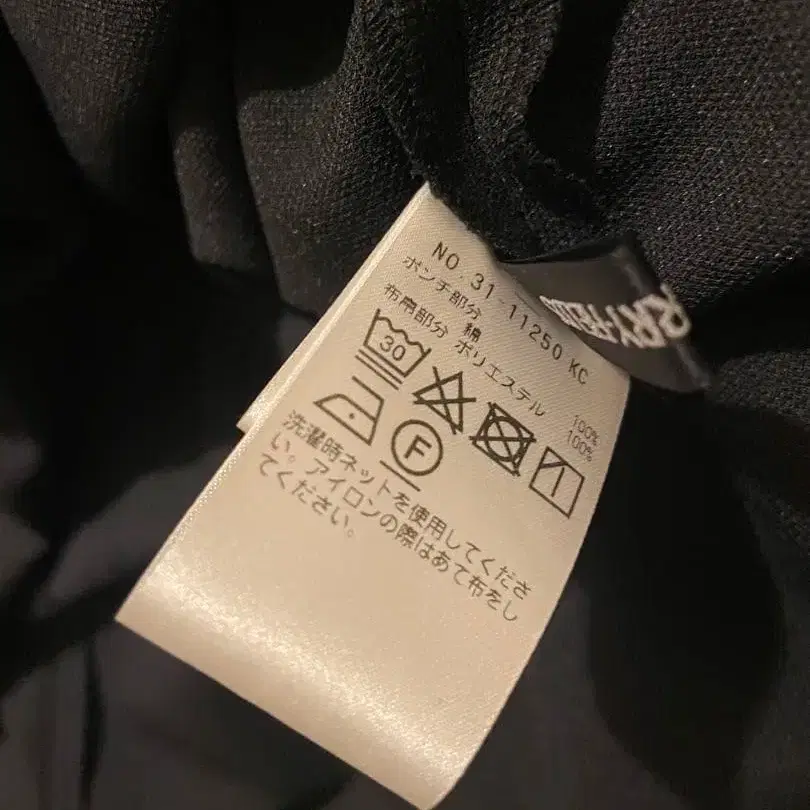 NO.31-11250 KC
ポンチ部分
綿 100%
布帛部分 ポリエステル 100%
30
F
洗濯時ネットを使用してくださ
い。アイロンの際はあて布をし
てください。